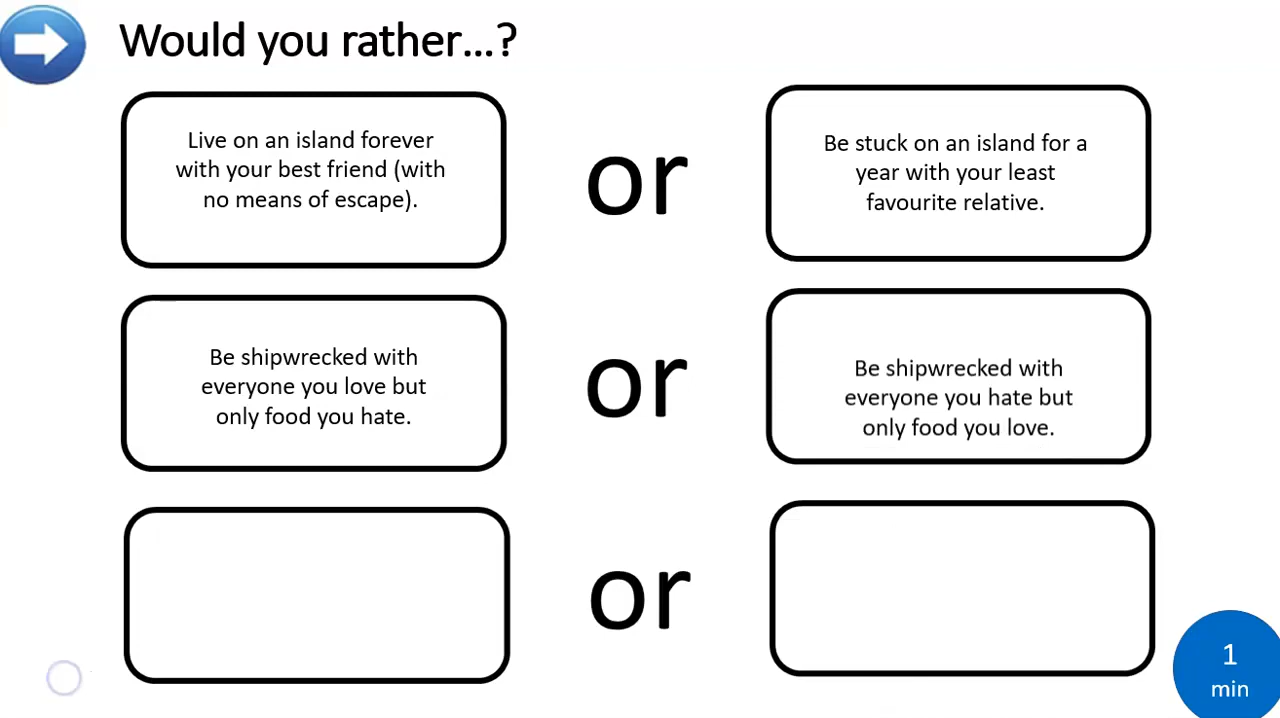 Would you rather...?
Live on an island forever
with your best friend (with
no means of escape).
or
Be stuck on an island for a
year with your least
favourite relative.
Be shipwrecked with
everyone you love but
only food you hate.
or
Be shipwrecked with
everyone you hate but
only food you love.
or
1
min